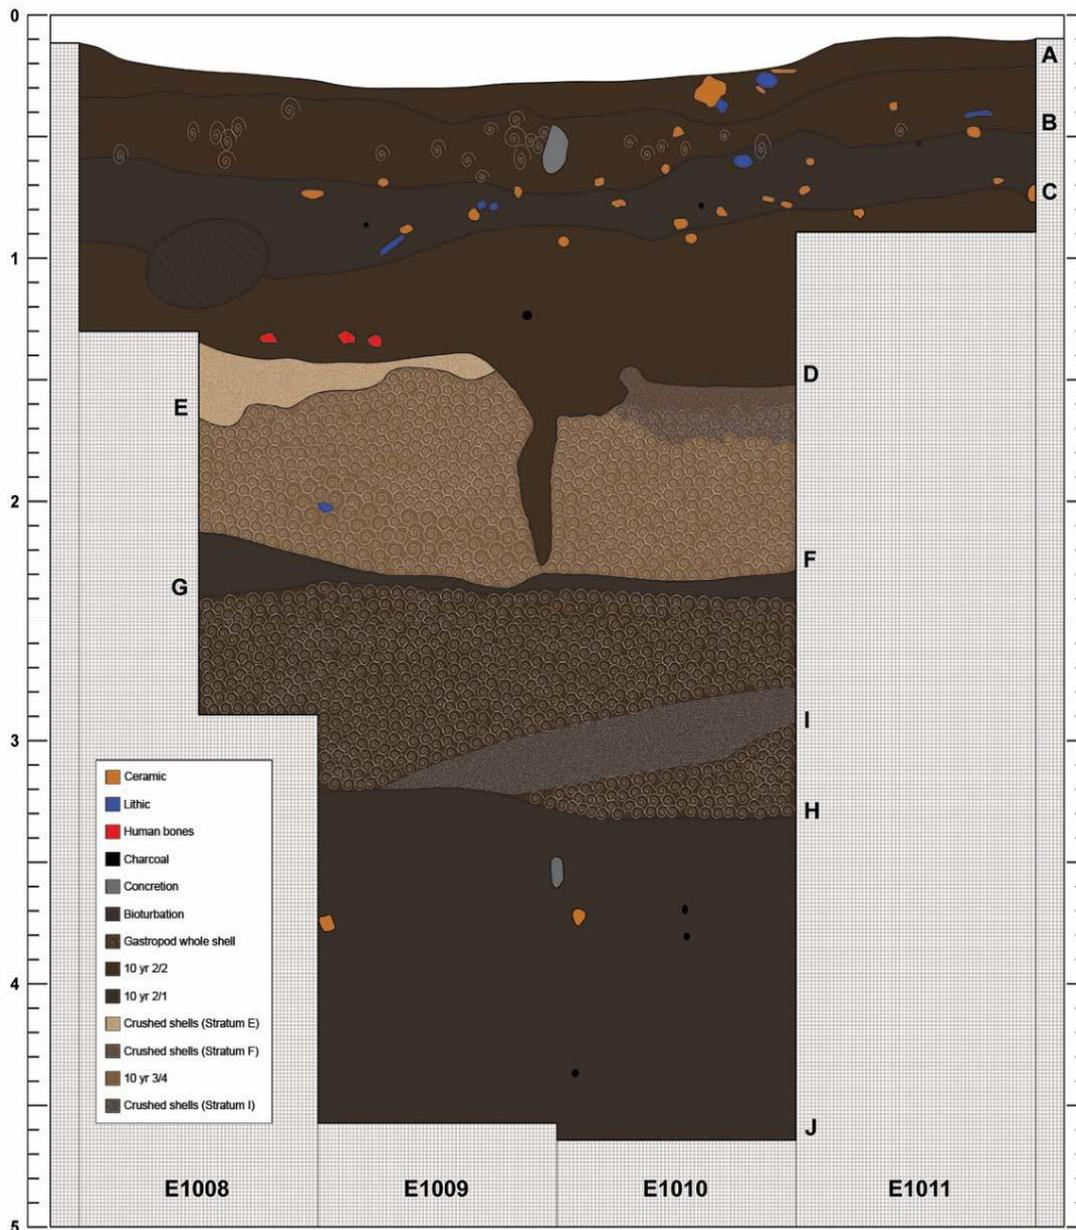 0
A
B
C
1
D
E
2
F
G
I
3
H
Ceramic
Lithic
Human bones
Charcoal
Concretion
Bioturbation
Gastropod whole shell
10 yr 2/2
10 yr 2/1
Crushed shells (Stratum E)
Crushed shells (Stratum F)
10 yr 3/4
Crushed shells (Stratum I)
4
J
E1008 E1009 E1010 E1011
5